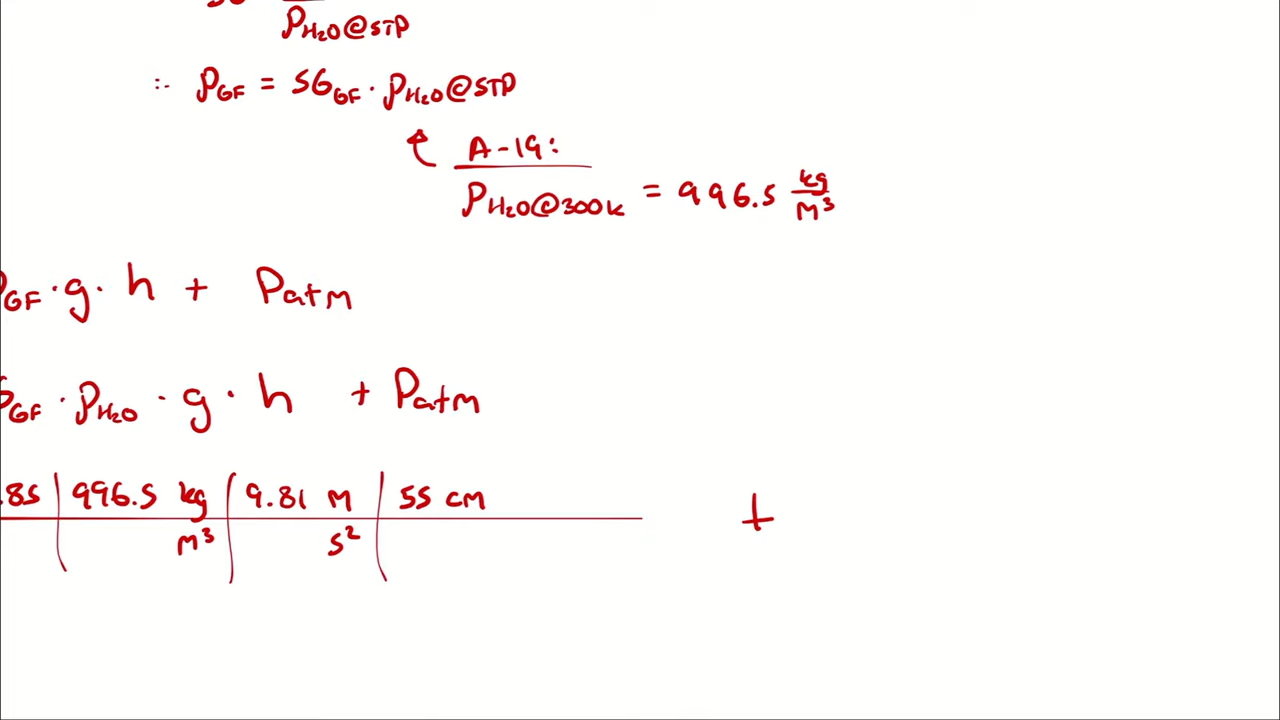 ρH₂O@STP
∴ ρGF = SGGF · ρH₂O@STP
A-19:
ρH₂O@300K = 996.5 kg/m³
GF · g · h + Patm
GF · ρH₂O · g · h + Patm
.85 | 996.5 kg | 9.81 m | 55 cm +
m³ | s²